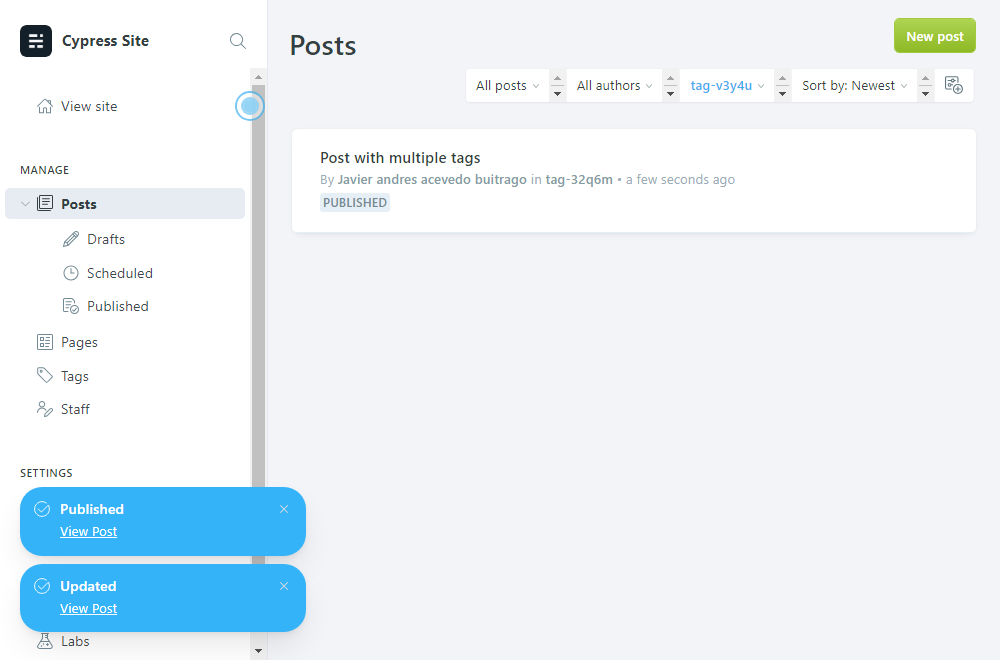 Cypress Site
View site
MANAGE
Posts
Drafts
Scheduled
Published
Pages
Tags
Staff
SETTINGS
Published
View Post
Updated
View Post
Labs
Posts
New post
All posts All authors tag-v3y4u Sort by: Newest
Post with multiple tags
By Javier andres acevedo buitrago in tag-32q6m • a few seconds ago
PUBLISHED